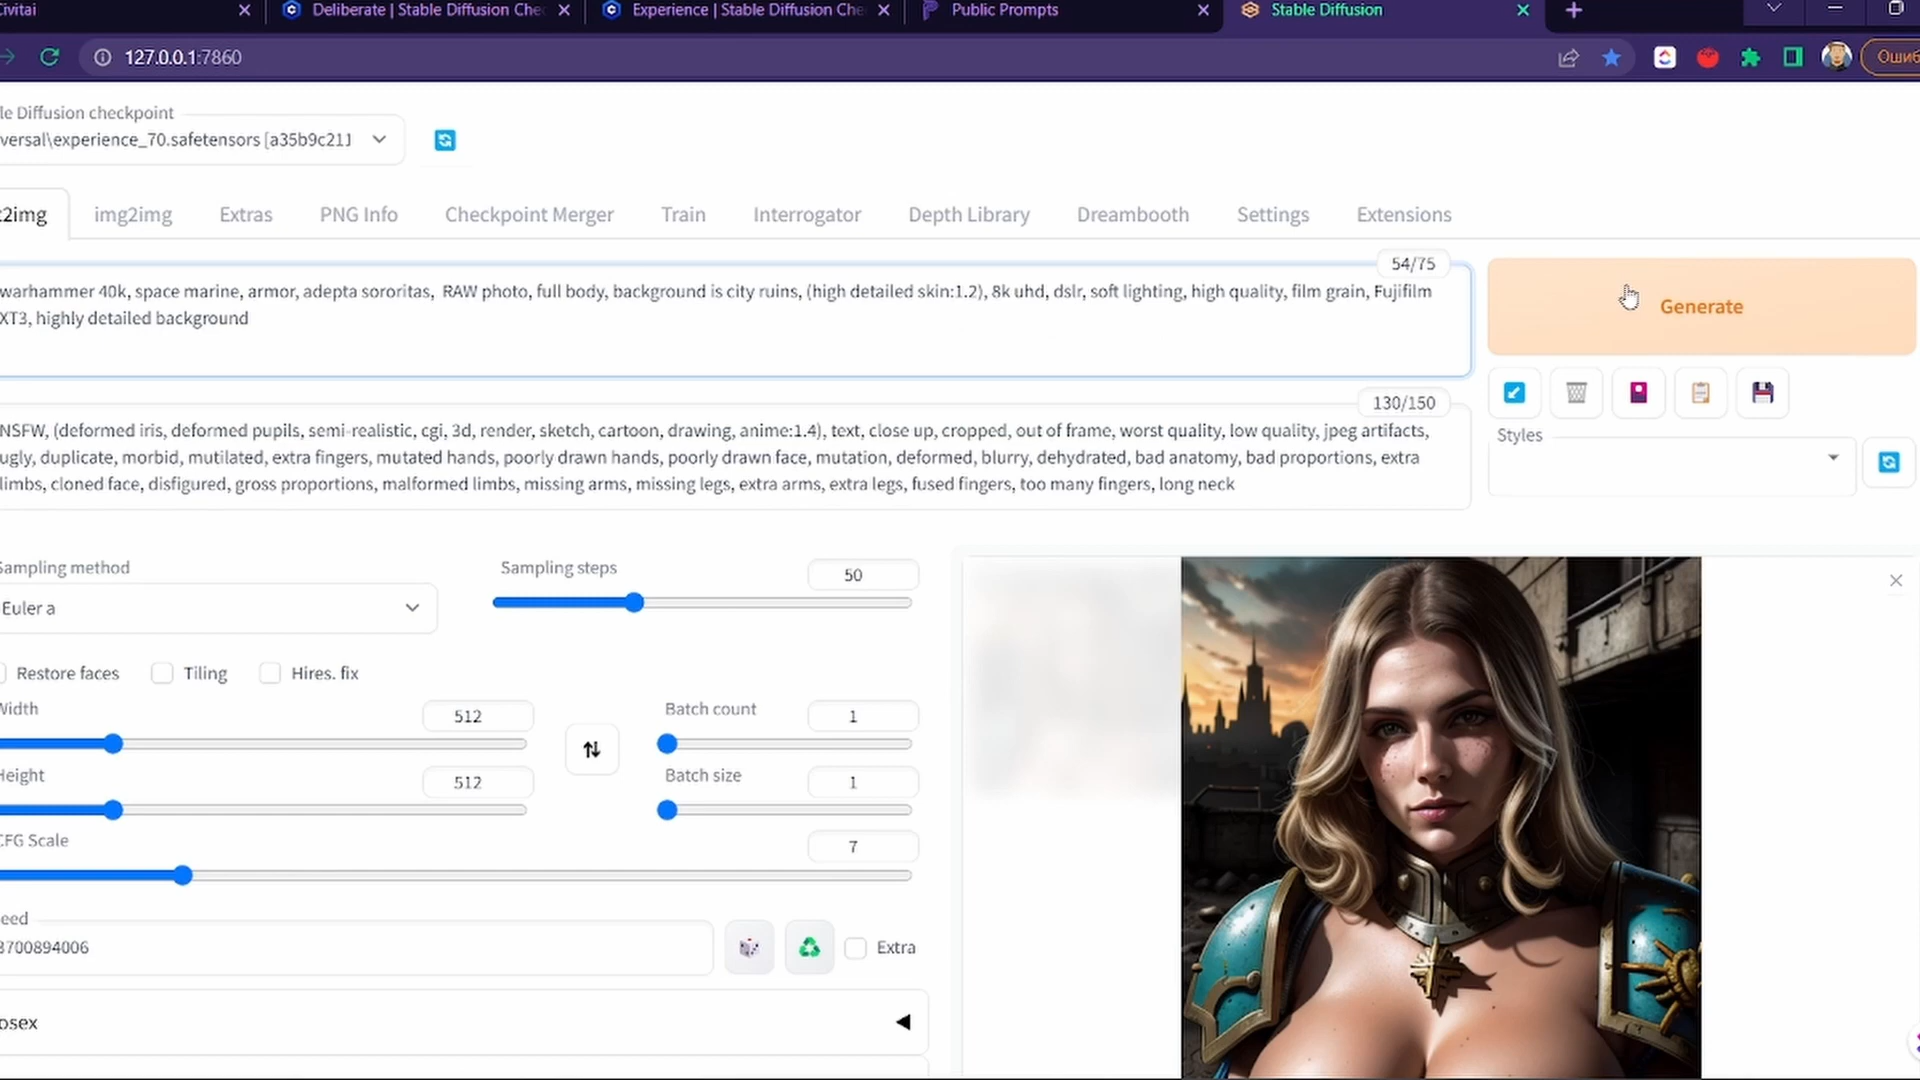 Civitai
Deliberate | Stable Diffusion Che
Experience | Stable Diffusion Che
Public Prompts
Stable Diffusion
127.0.0.1:7860
Ошиб
le Diffusion checkpoint
versal\experience_70.safetensors [a35b9c211
2img
img2img
Extras
PNG Info
Checkpoint Merger
Train
Interrogator
Depth Library
Dreambooth
Settings
Extensions
54/75
warhammer 40k, space marine, armor, adepta sororitas, RAW photo, full body, background is city ruins, (high detailed skin:1.2), 8k uhd, dslr, soft lighting, high quality, film grain, Fujifilm
XT3, highly detailed background
Generate
130/150
NSFW, (deformed iris, deformed pupils, semi-realistic, cgi, 3d, render, sketch, cartoon, drawing, anime:1.4), text, close up, cropped, out of frame, worst quality, low quality, jpeg artifacts,
ugly, duplicate, morbid, mutilated, extra fingers, mutated hands, poorly drawn hands, poorly drawn face, mutation, deformed, blurry, dehydrated, bad anatomy, bad proportions, extra
limbs, cloned face, disfigured, gross proportions, malformed limbs, missing arms, missing legs, extra arms, extra legs, fused fingers, too many fingers, long neck
Styles
Sampling method
Euler a
Sampling steps
50
Restore faces
Tiling
Hires. fix
Width
512
Batch count
1
Height
512
Batch size
1
CFG Scale
7
eed
3700894006
Extra
osex